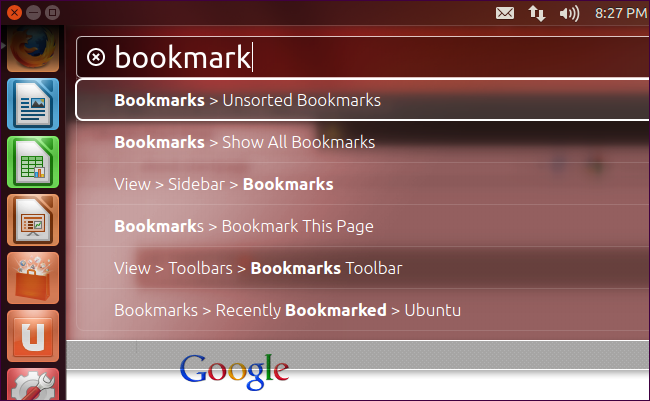 8:27 PM
bookmark
Bookmarks > Unsorted Bookmarks
Bookmarks > Show All Bookmarks
View > Sidebar > Bookmarks
Bookmarks > Bookmark This Page
View > Toolbars > Bookmarks Toolbar
Bookmarks > Recently Bookmarked > Ubuntu
Google